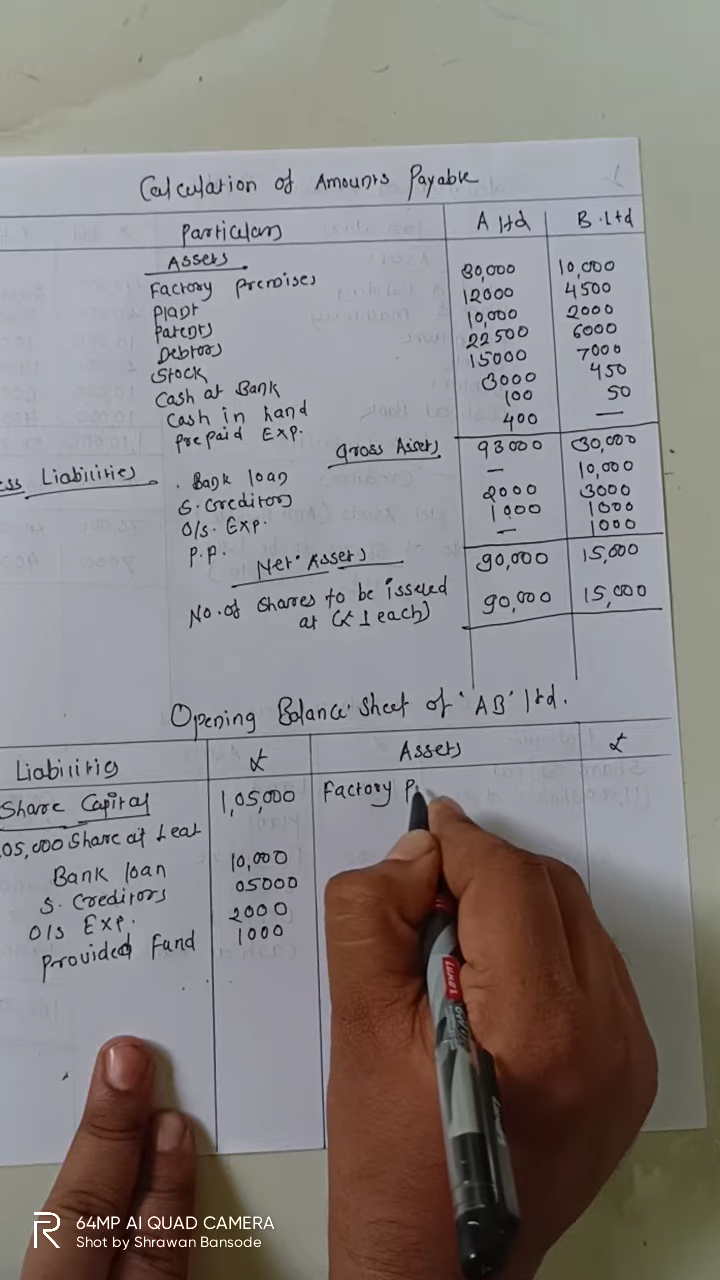 Calculation of Amounts Payable
Particulars A ltd B.Ltd
Assets
Factory premises 30,000 10,000
Plant 12000 4500
Patents 10,000 2000
Debtors 22500 6000
Stock 15000 7000
Cash at Bank 3000 450
Cash in hand 100 50
Prepaid Exp. 400 —
Gross Assets 93000 30,000
ess Liabilities . Bank loan — 10,000
S. Creditors 2000 3000
O/s. Exp. 1000 1000
P.P. — 1000
Net. Assets 90,000 15,000
No. of Shares to be issued
at (₹ 1 each) 90,000 15,000
Opening Balance Sheet of 'AB' ltd.
Liabilities ₹ Assets ₹
Share Capital 1,05,000 Factory P
05,000 Share at 1 eat
Bank loan 10,000
S. Creditors 05000
O/s Exp. 2000
Provided Fund 1000
LUXOR
64MP AI QUAD CAMERA
Shot by Shrawan Bansode